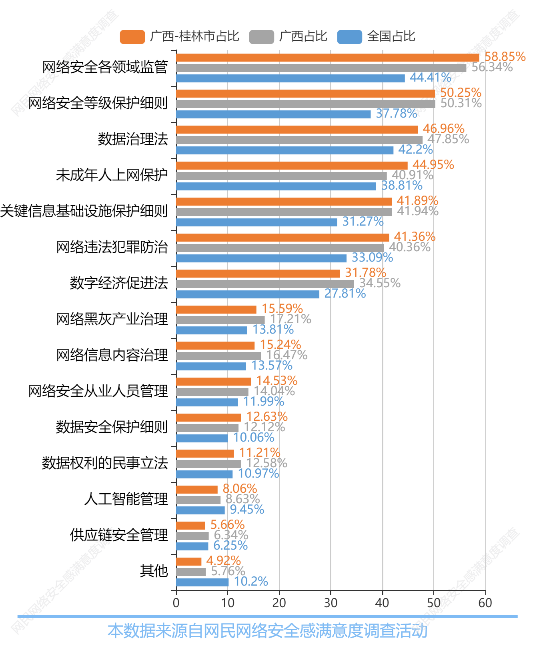 广西-桂林市占比 广西占比 全国占比
网络安全各领域监管 58.85% 56.34% 44.41%
网络安全等级保护细则 50.25% 50.31% 37.78%
数据治理法 46.96% 47.85% 42.2%
未成年人上网保护 44.95% 40.91% 38.81%
关键信息基础设施保护细则 41.89% 41.94% 31.27%
网络违法犯罪防治 41.36% 40.36% 33.09%
数字经济促进法 31.78% 34.55% 27.81%
网络黑灰产业治理 15.59% 17.21% 13.81%
网络信息内容治理 15.24% 16.47% 13.57%
网络安全从业人员管理 14.53% 14.04% 11.99%
数据安全保护细则 12.63% 12.12% 10.06%
数据权利的民事立法 11.21% 12.58% 10.97%
人工智能管理 8.06% 8.63% 9.45%
供应链安全管理 5.66% 6.34% 6.25%
其他 4.92% 5.76% 10.2%
0 10 20 30 40 50 60
本数据来源自网民网络安全感满意度调查活动